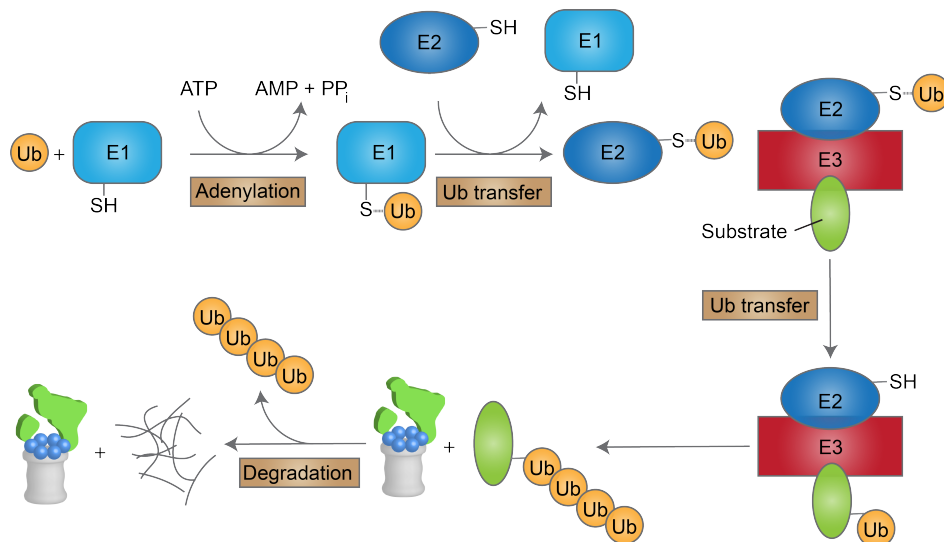 E2
SH
E1
SH
ATP
AMP + PPi
Ub
+
E1
SH
Adenylation
E1
S
Ub
Ub transfer
E2
S
Ub
E2
S
Ub
E3
Substrate
Ub transfer
E2
SH
E3
Ub
Ub
Ub
Ub
Ub
+
Degradation
+
Ub
Ub
Ub
Ub